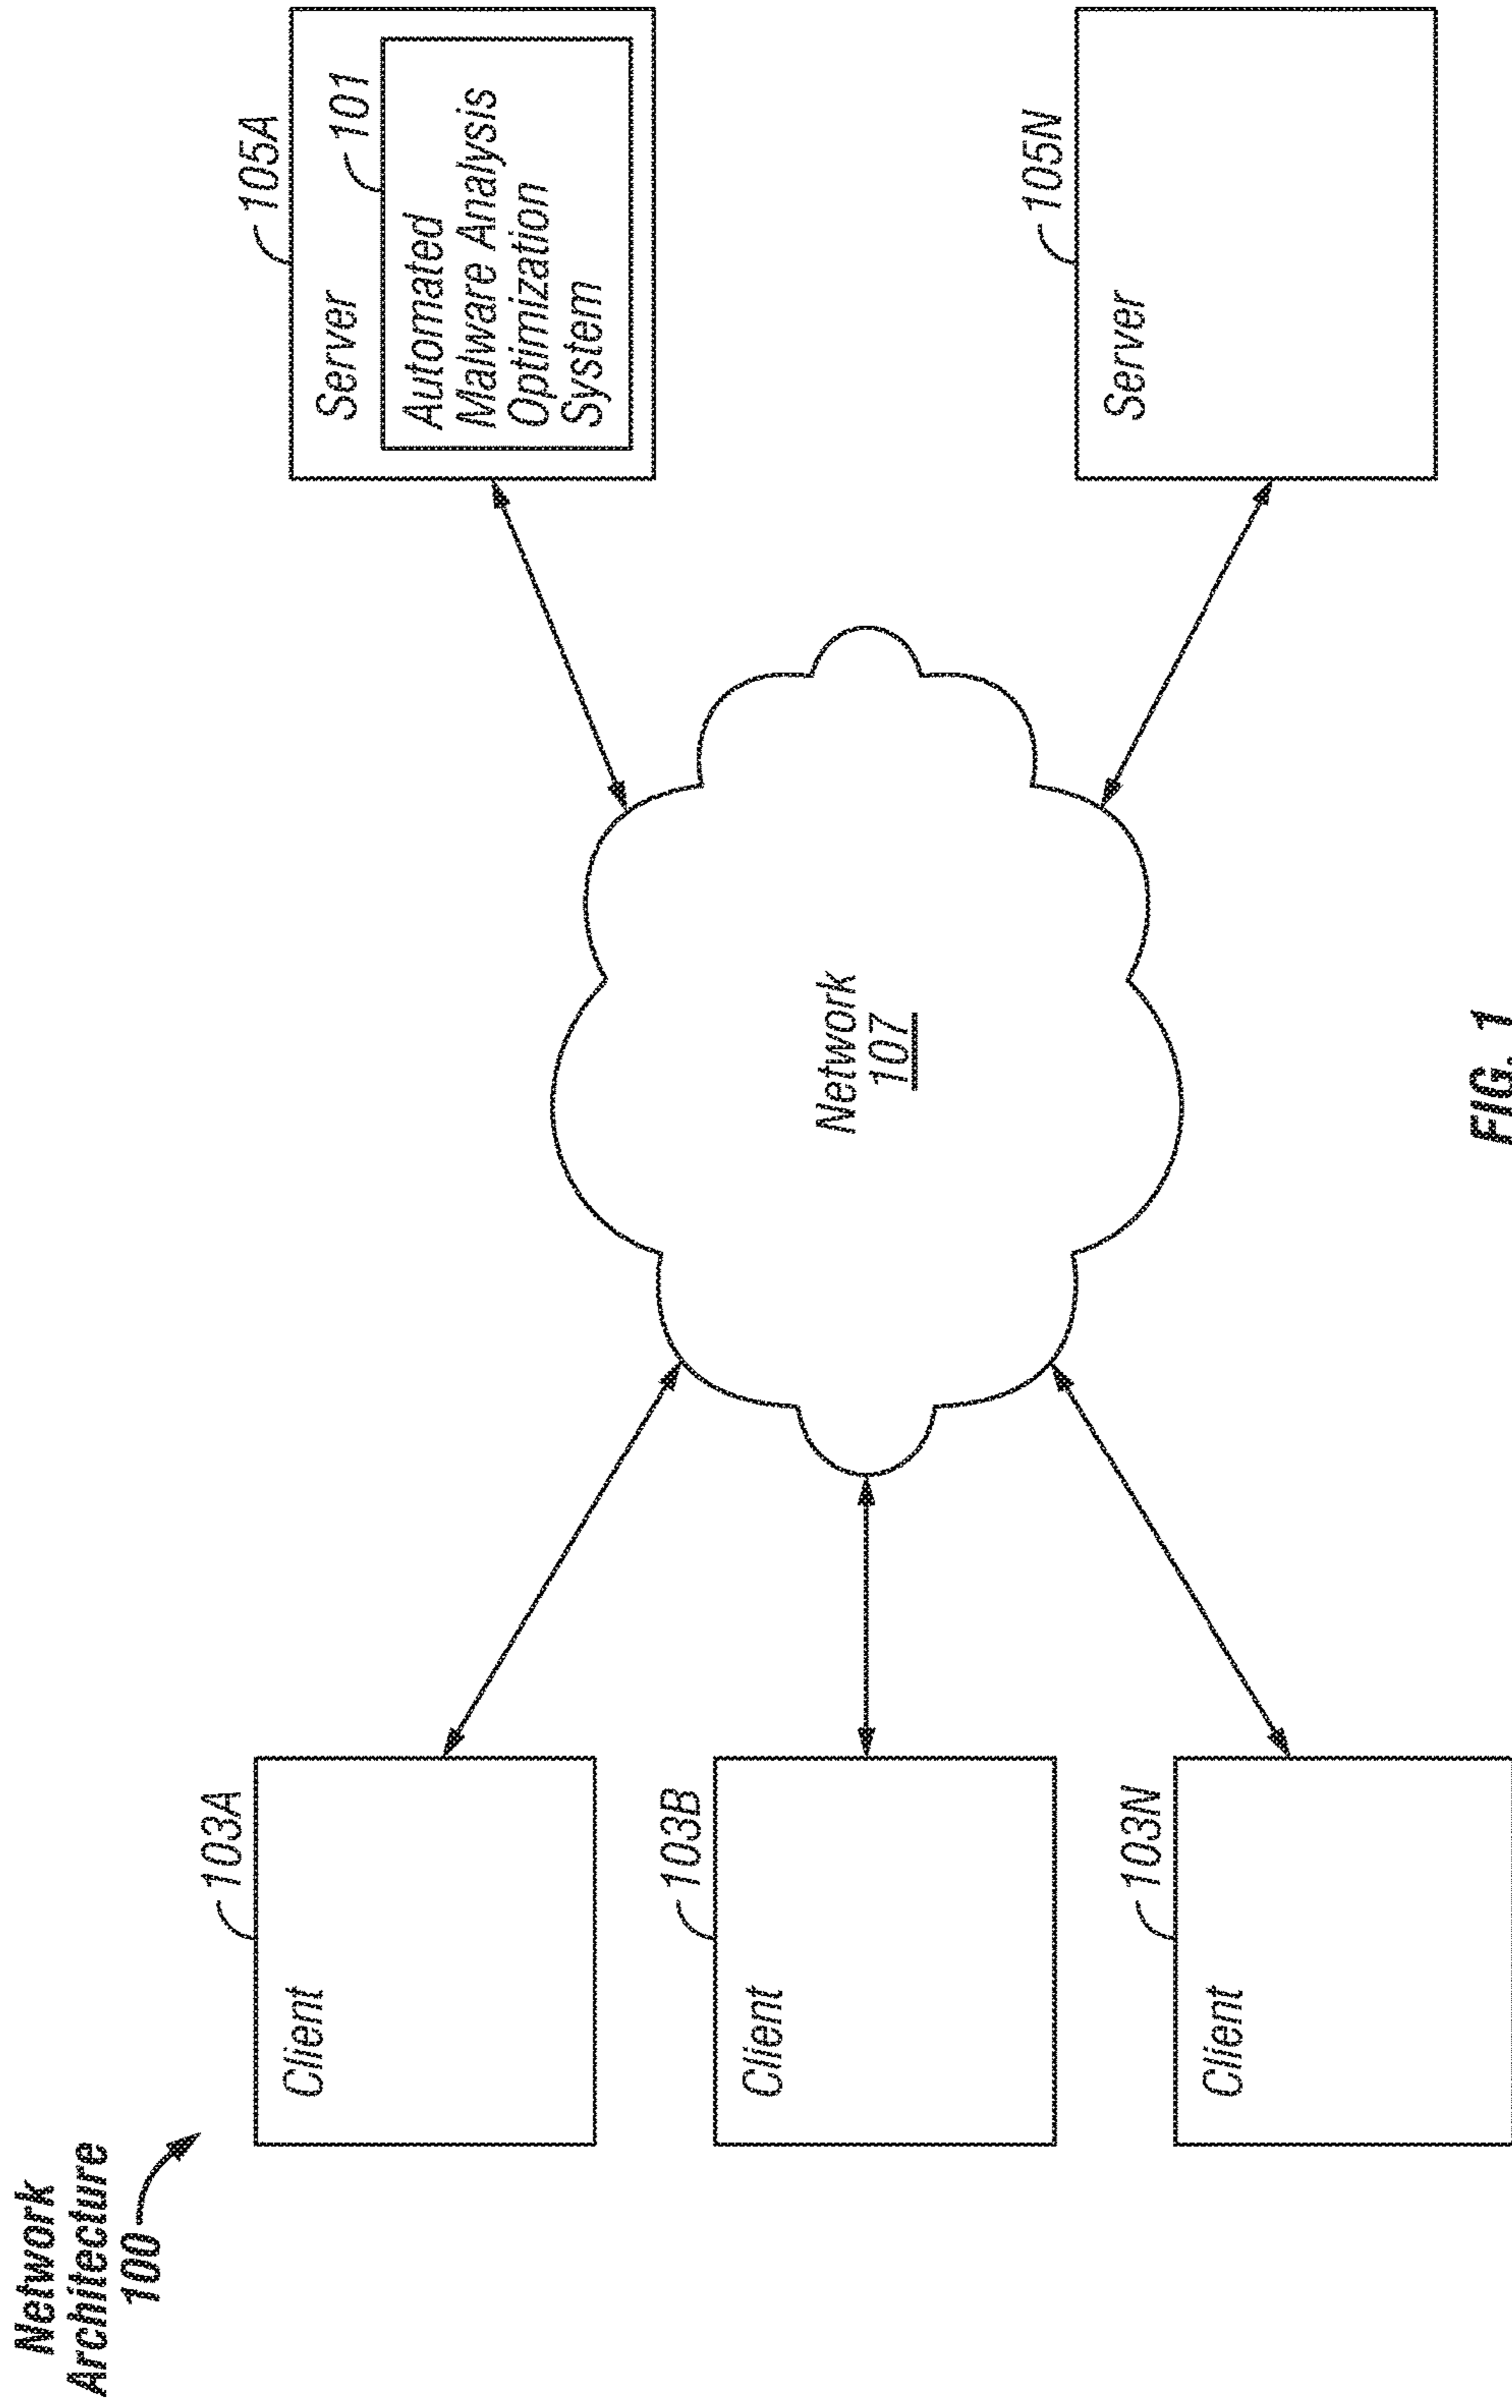 Network
Architecture
100
103A
Client
103B
Client
103N
Client
Network
107
105A
Server
101
Automated
Malware Analysis
Optimization
System
105N
Server
FIG. 1